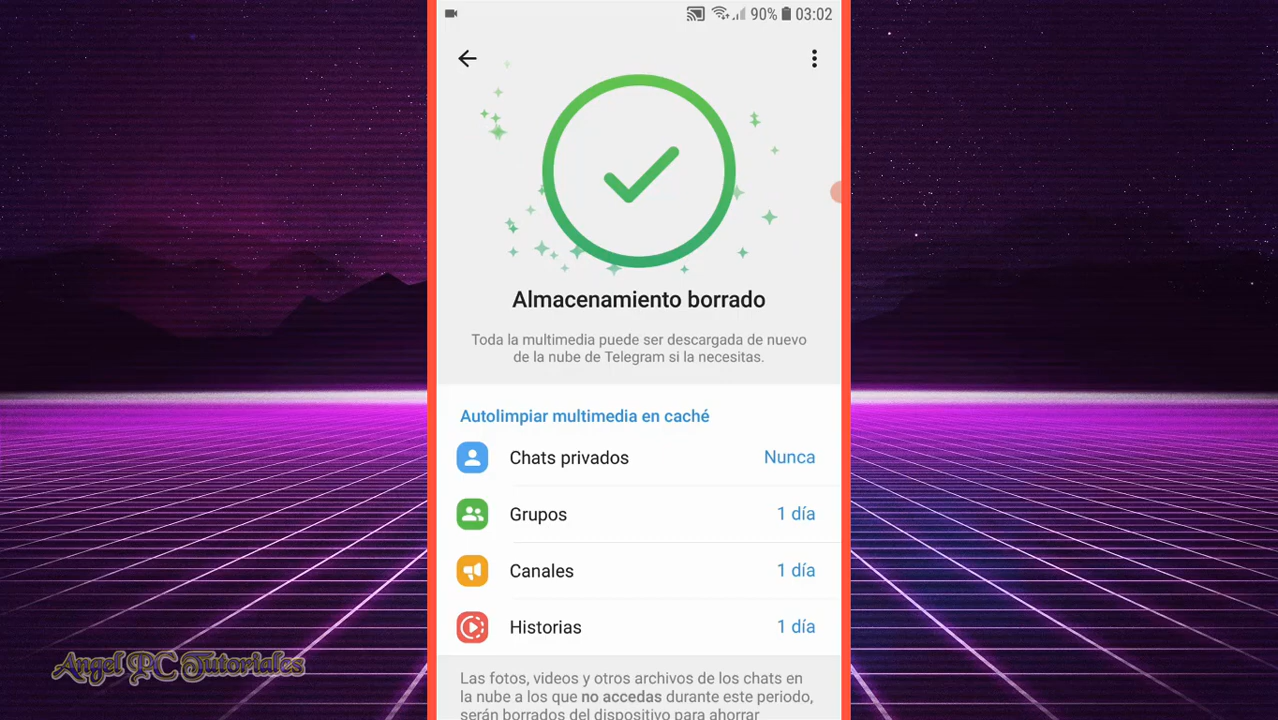 90% 03:02
Almacenamiento borrado
Toda la multimedia puede ser descargada de nuevo
de la nube de Telegram si la necesitas.
Autolimpiar multimedia en caché
Chats privados Nunca
Grupos 1 día
Canales 1 día
Historias 1 día
Las fotos, videos y otros archivos de los chats en
la nube a los que no accedas durante este periodo,
serán borrados del dispositivo para ahorrar
Angel PC Tutoriales